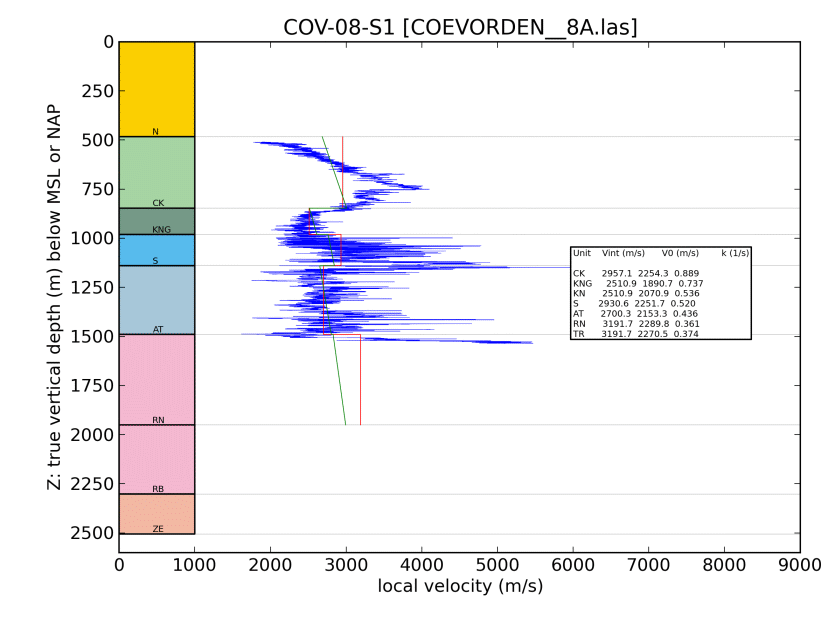 COV-08-S1 [COEVORDEN__8A.las]
Z: true vertical depth (m) below MSL or NAP
0
250
500
750
1000
1250
1500
1750
2000
2250
2500
N
CK
KNG
S
AT
RN
RB
ZE
Unit Vint (m/s) V0 (m/s) k (1/s)
CK 2957.1 2254.3 0.889
KNG 2510.9 1890.7 0.737
KN 2510.9 2070.9 0.536
S 2930.6 2251.7 0.520
AT 2700.3 2153.3 0.436
RN 3191.7 2289.8 0.361
TR 3191.7 2270.5 0.374
0 1000 2000 3000 4000 5000 6000 7000 8000 9000
local velocity (m/s)